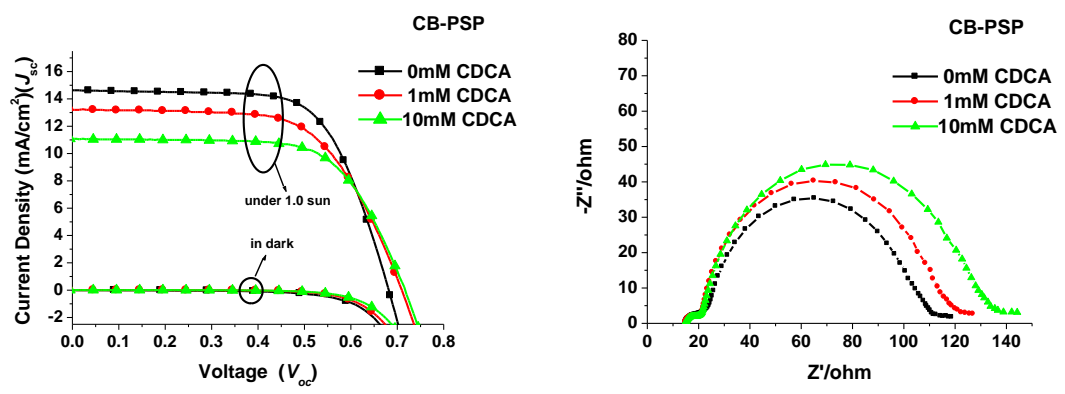 CB-PSP
0mM CDCA
1mM CDCA
10mM CDCA
Current Density (mA/cm²)(Jsc)
16
14
12
10
8
6
4
2
0
-2
under 1.0 sun
in dark
0.0 0.1 0.2 0.3 0.4 0.5 0.6 0.7 0.8
Voltage (Voc)
CB-PSP
0mM CDCA
1mM CDCA
10mM CDCA
-Z''/ohm
80
70
60
50
40
30
20
10
0
0 20 40 60 80 100 120 140
Z'/ohm